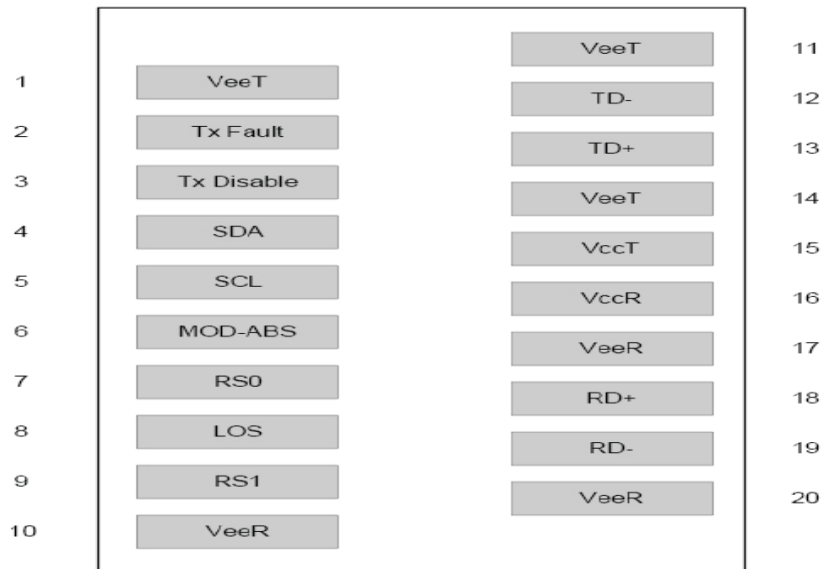 1 VeeT
2 Tx Fault
3 Tx Disable
4 SDA
5 SCL
6 MOD-ABS
7 RS0
8 LOS
9 RS1
10 VeeR
VeeT 11
TD- 12
TD+ 13
VeeT 14
VccT 15
VccR 16
VeeR 17
RD+ 18
RD- 19
VeeR 20